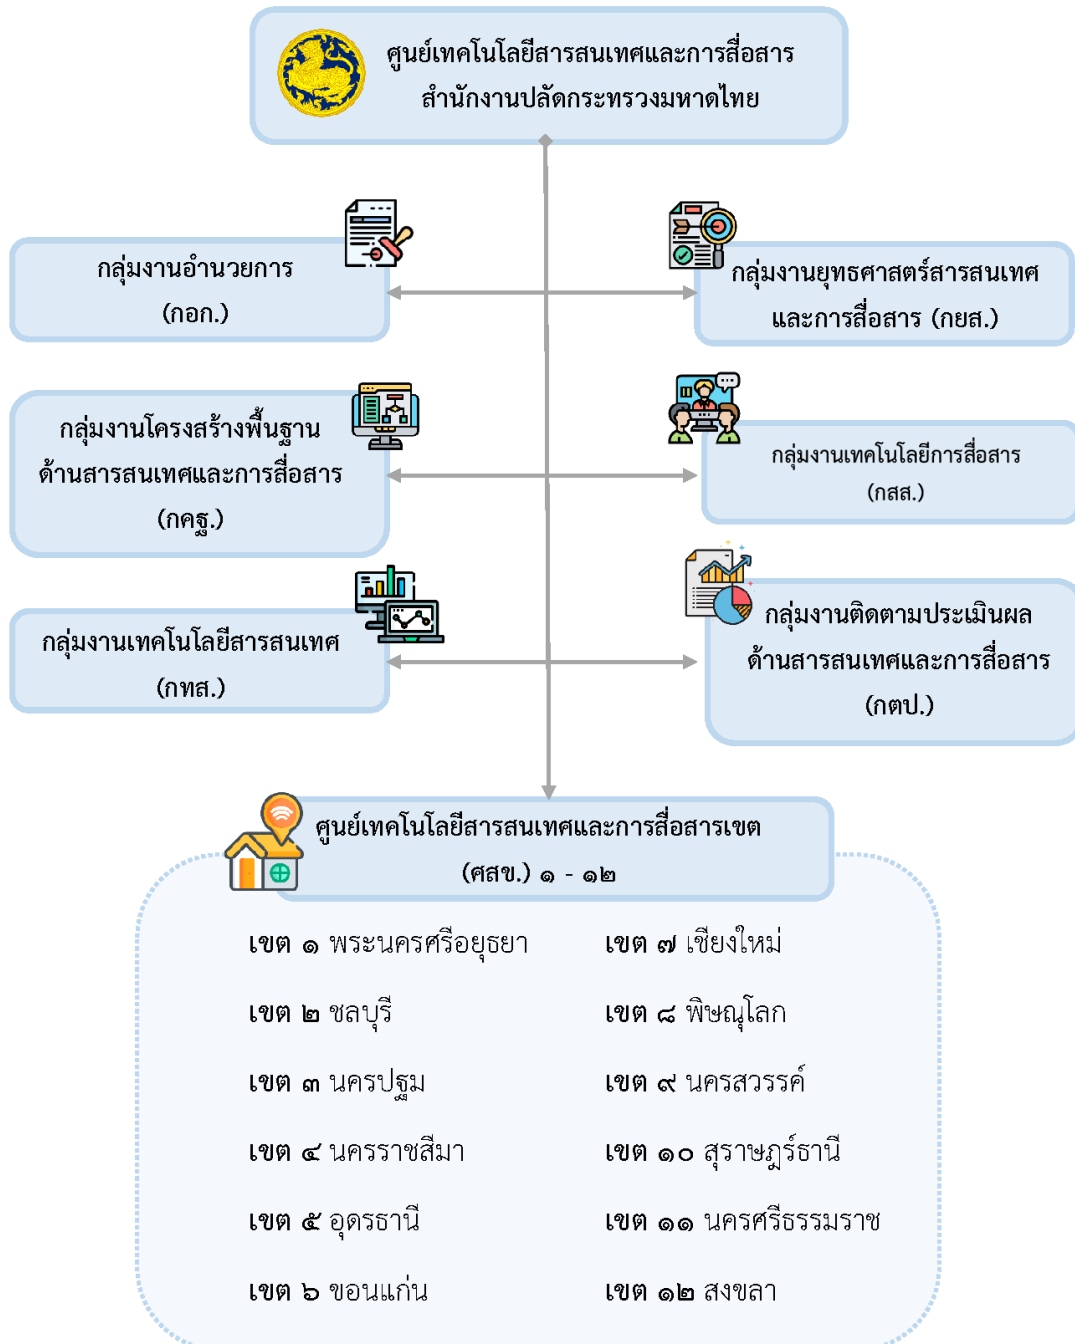 ศูนย์เทคโนโลยีสารสนเทศและการสื่อสาร
สำนักงานปลัดกระทรวงมหาดไทย
กลุ่มงานอำนวยการ
(กอก.)
กลุ่มงานยุทธศาสตร์สารสนเทศ
และการสื่อสาร (กยส.)
กลุ่มงานโครงสร้างพื้นฐาน
ด้านสารสนเทศและการสื่อสาร
(กคฐ.)
กลุ่มงานเทคโนโลยีการสื่อสาร
(กสส.)
กลุ่มงานเทคโนโลยีสารสนเทศ
(กทส.)
กลุ่มงานติดตามประเมินผล
ด้านสารสนเทศและการสื่อสาร
(กตป.)
ศูนย์เทคโนโลยีสารสนเทศและการสื่อสารเขต
(ศสข.) ๑ - ๑๒
เขต ๑ พระนครศรีอยุธยา
เขต ๒ ชลบุรี
เขต ๓ นครปฐม
เขต ๔ นครราชสีมา
เขต ๕ อุดรธานี
เขต ๖ ขอนแก่น
เขต ๗ เชียงใหม่
เขต ๘ พิษณุโลก
เขต ๙ นครสวรรค์
เขต ๑๐ สุราษฎร์ธานี
เขต ๑๑ นครศรีธรรมราช
เขต ๑๒ สงขลา